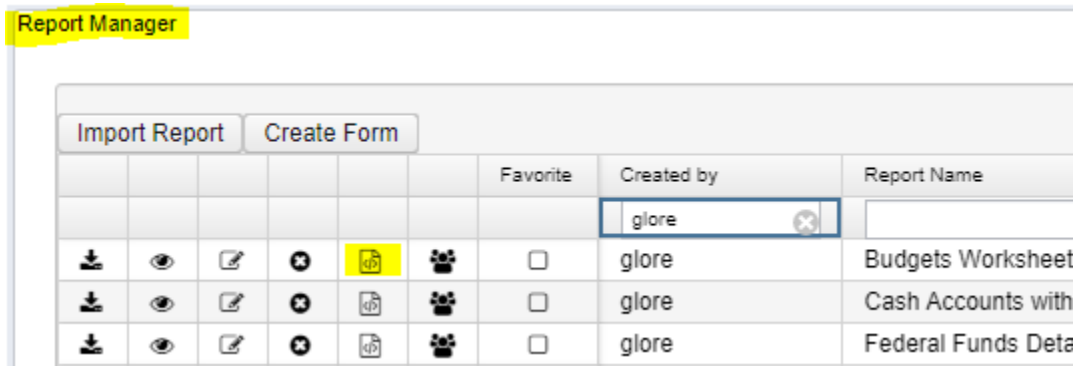 Report Manager
Import Report Create Form
Favorite Created by Report Name
glore
glore Budgets Worksheet
glore Cash Accounts with
glore Federal Funds Deta